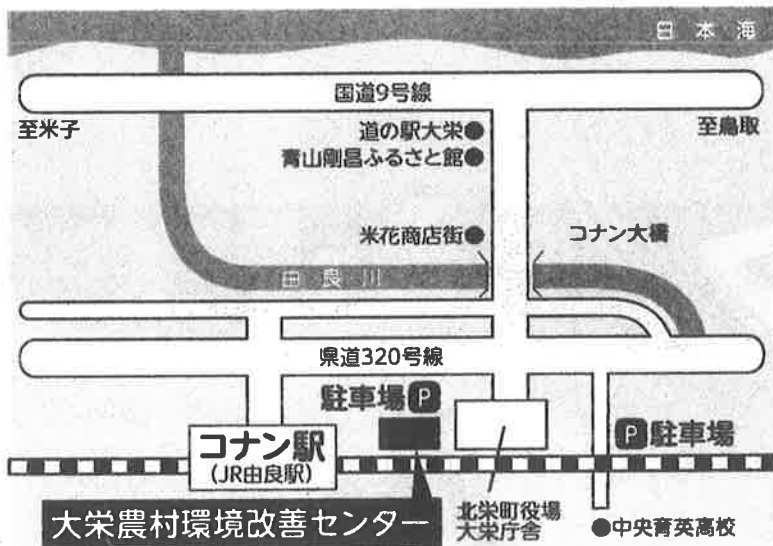 日本海
国道9号線
至米子
至鳥取
道の駅大栄●
青山剛昌ふるさと館●
米花商店街●
コナン大橋
由良川
県道320号線
駐車場P
P駐車場
コナン駅
(JR由良駅)
大栄農村環境改善センター
北栄町役場
大栄庁舎
●中央育英高校